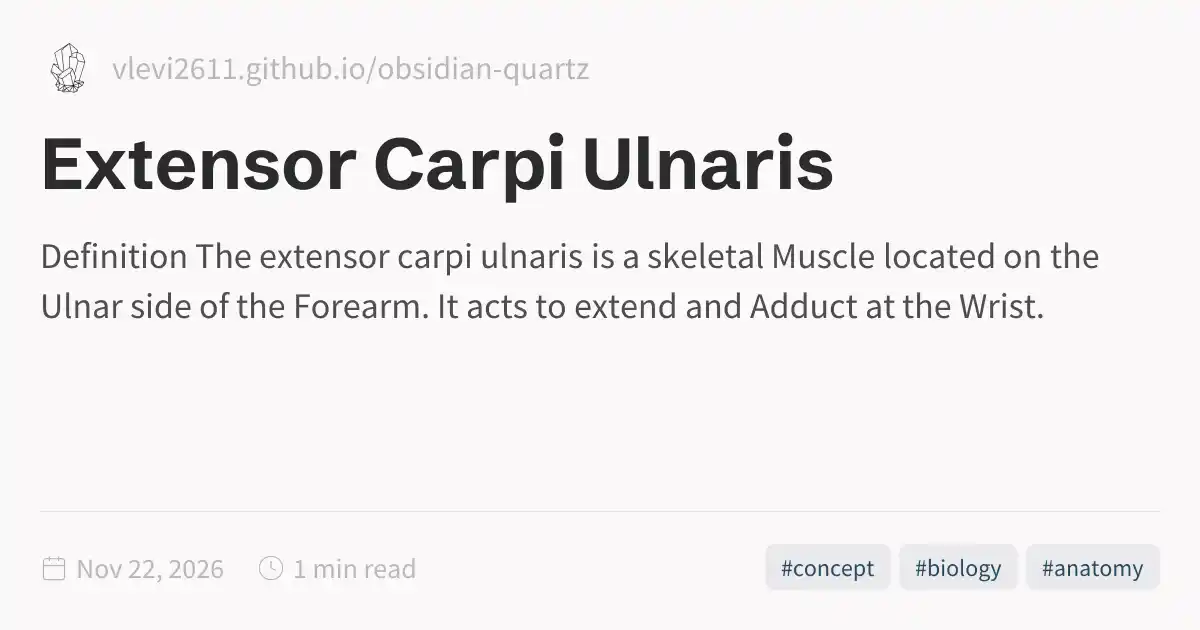 vlevi2611.github.io/obsidian-quartz
Extensor Carpi Ulnaris
Definition The extensor carpi ulnaris is a skeletal Muscle located on the
Ulnar side of the Forearm. It acts to extend and Adduct at the Wrist.
Nov 22, 2026 1 min read #concept #biology #anatomy